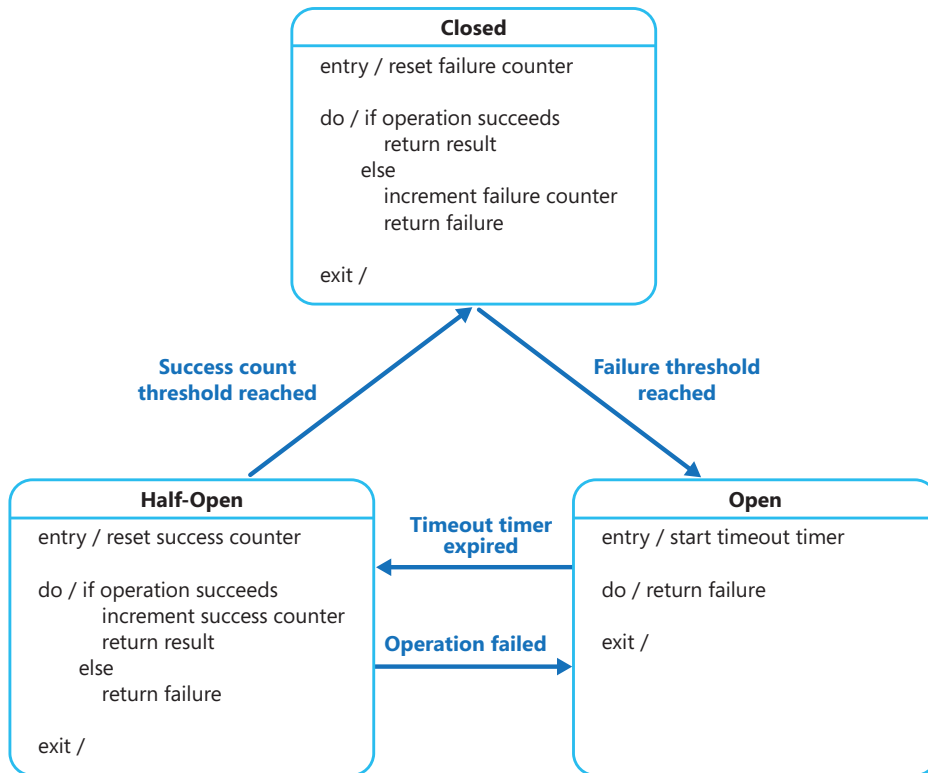 Closed
entry / reset failure counter
do / if operation succeeds
return result
else
increment failure counter
return failure
exit /
Success count
threshold reached
Failure threshold
reached
Half-Open
entry / reset success counter
do / if operation succeeds
increment success counter
return result
else
return failure
exit /
Timeout timer
expired
Operation failed
Open
entry / start timeout timer
do / return failure
exit /